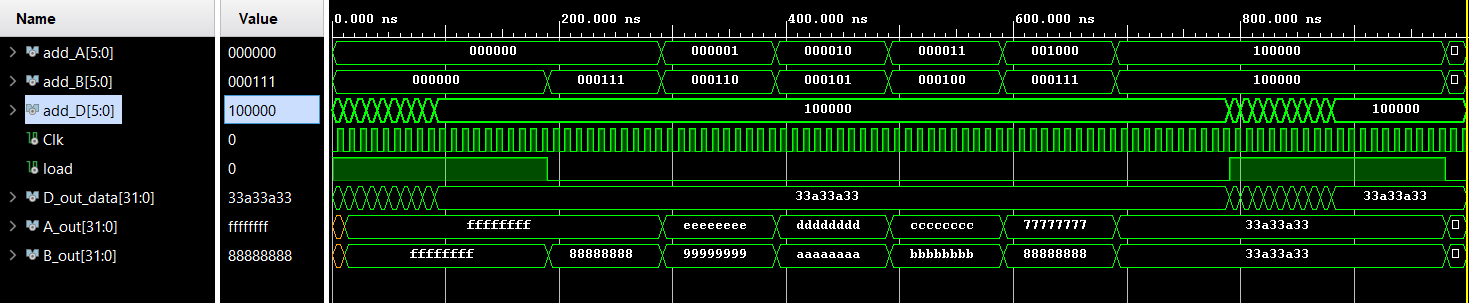 Name Value 0.000 ns 200.000 ns 400.000 ns 600.000 ns 800.000 ns
add_A[5:0] 000000 000000 000001 000010 000011 001000 100000
add_B[5:0] 000111 000000 000111 000110 000101 000100 000111 100000
add_D[5:0] 100000 100000 100000
Clk 0
load 0
D_out_data[31:0] 33a33a33 33a33a33 33a33a33
A_out[31:0] ffffffff ffffffff eeeeeeee dddddddd cccccccc 77777777 33a33a33
B_out[31:0] 88888888 ffffffff 88888888 99999999 aaaaaaaa bbbbbbbb 88888888 33a33a33